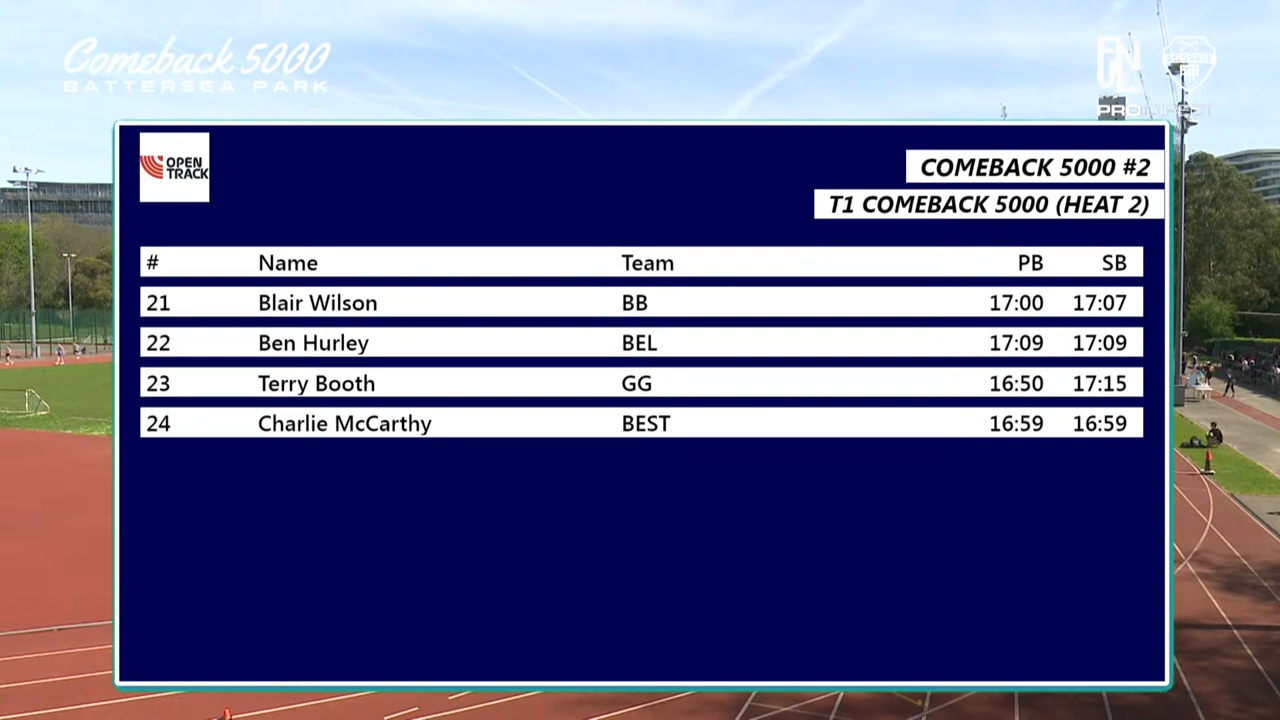 Comeback 5000
BATTERSEA PARK
PRO:DIRECT
OPEN
TRACK
COMEBACK 5000 #2
T1 COMEBACK 5000 (HEAT 2)
# Name Team PB SB
21 Blair Wilson BB 17:00 17:07
22 Ben Hurley BEL 17:09 17:09
23 Terry Booth GG 16:50 17:15
24 Charlie McCarthy BEST 16:59 16:59